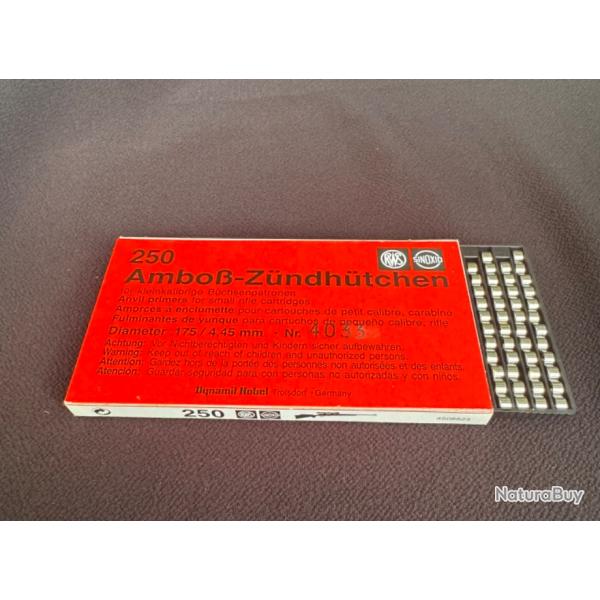 250
RWS SINOXID
Amboß-Zündhütchen
für kleinkalibrige Büchsenpatronen
Anvil primers for small rifle cartridges
Amorces à enclumette pour cartouches de petit calibre, carabine
Fulminantes de yunque para cartuchos de pequeño calibre, rifle
Diameter .175 / 4,45 mm - Nr. 4033
Achtung: Vor Nichtberechtigten und Kindern sicher aufbewahren.
Warning: Keep out of reach of children and unauthorized persons.
Attention: Gardez hors de la portée des personnes non autorisées et des enfants.
Atención: Guardar seguridad para con personas no autorizadas y con niños.
Dynamit Nobel Troisdorf - Germany
250
NaturaBuy